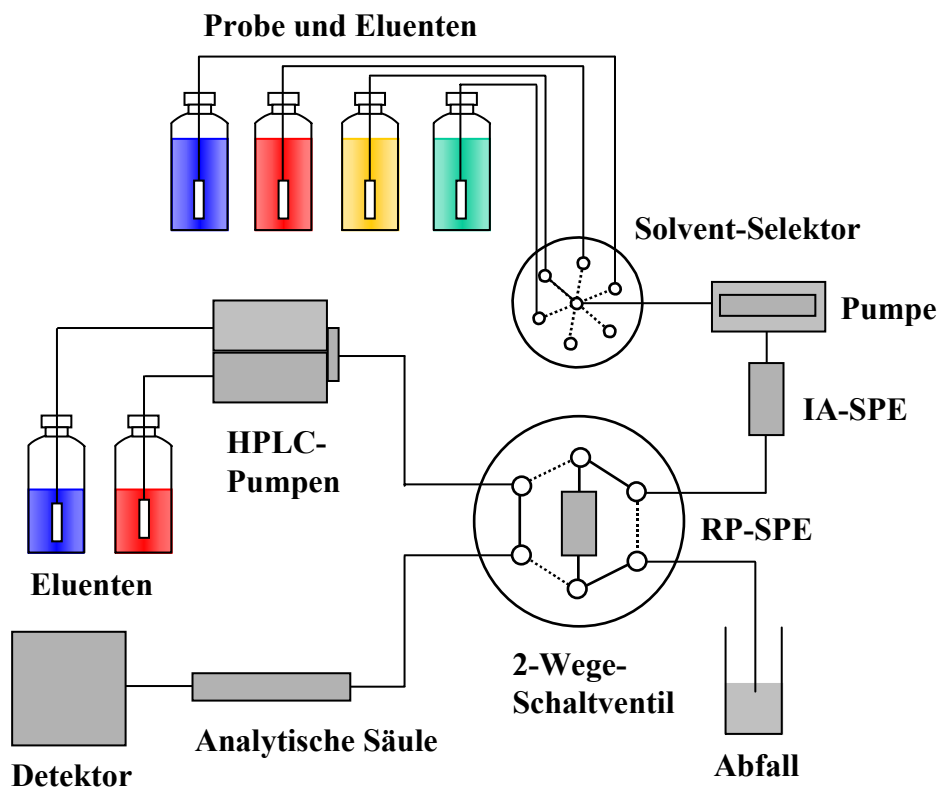 Probe und Eluenten
Solvent-Selektor
Pumpe
IA-SPE
HPLC-
Pumpen
RP-SPE
Eluenten
2-Wege-
Schaltventil
Analytische Säule
Abfall
Detektor